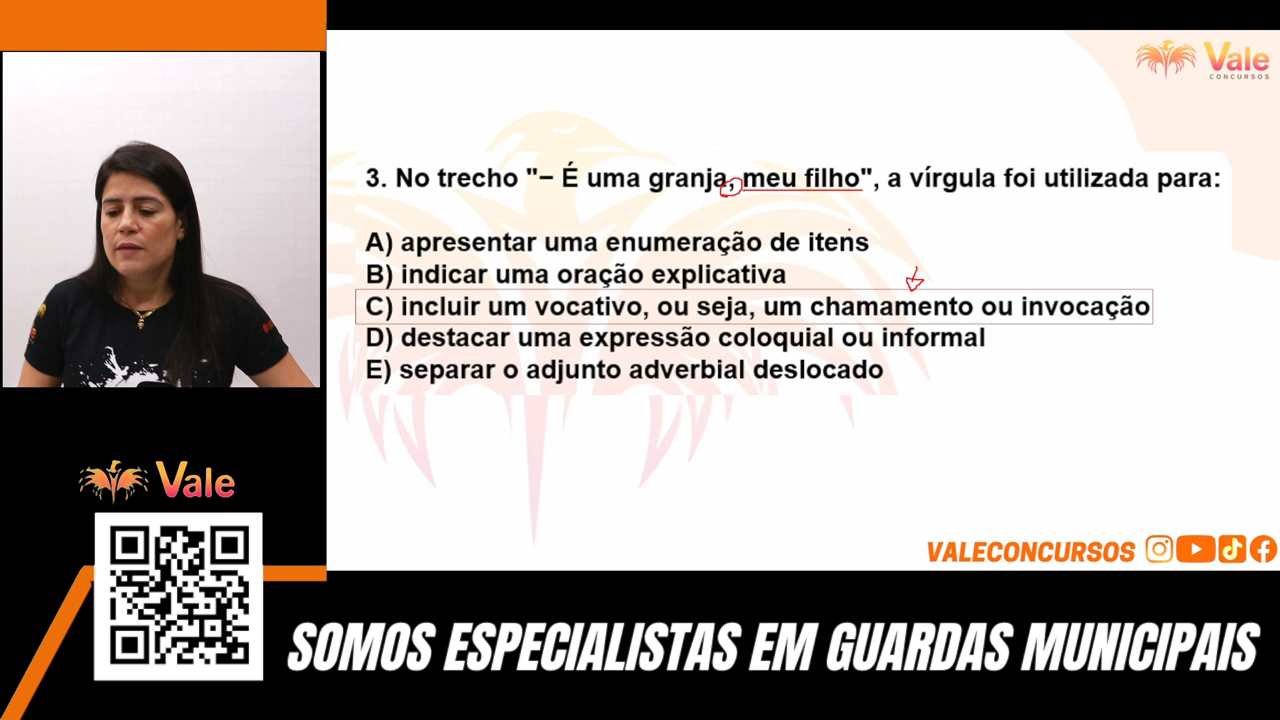 Vale
CONCURSOS
3. No trecho "− É uma granja, meu filho", a vírgula foi utilizada para:
A) apresentar uma enumeração de itens
B) indicar uma oração explicativa
C) incluir um vocativo, ou seja, um chamamento ou invocação
D) destacar uma expressão coloquial ou informal
E) separar o adjunto adverbial deslocado
Vale
VALECONCURSOS
SOMOS ESPECIALISTAS EM GUARDAS MUNICIPAIS